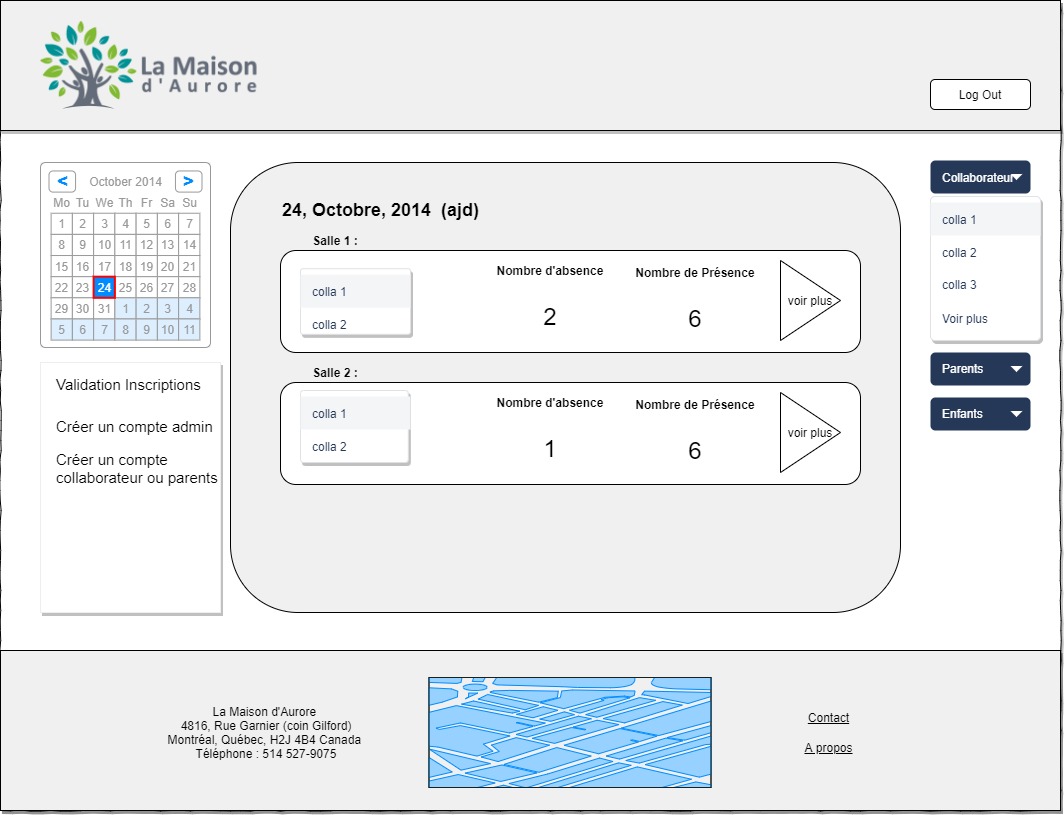 La Maison
d'Aurore
Log Out
< October 2014 >
Mo Tu We Th Fr Sa Su
1 2 3 4 5 6 7
8 9 10 11 12 13 14
15 16 17 18 19 20 21
22 23 24 25 26 27 28
29 30 31 1 2 3 4
5 6 7 8 9 10 11
Validation Inscriptions
Créer un compte admin
Créer un compte
collaborateur ou parents
24, Octobre, 2014 (ajd)
Salle 1 :
colla 1
colla 2
Nombre d'absence
2
Nombre de Présence
6
voir plus
Salle 2 :
colla 1
colla 2
Nombre d'absence
1
Nombre de Présence
6
voir plus
Collaborateur
colla 1
colla 2
colla 3
Voir plus
Parents
Enfants
La Maison d'Aurore
4816, Rue Garnier (coin Gilford)
Montréal, Québec, H2J 4B4 Canada
Téléphone : 514 527-9075
Contact
A propos